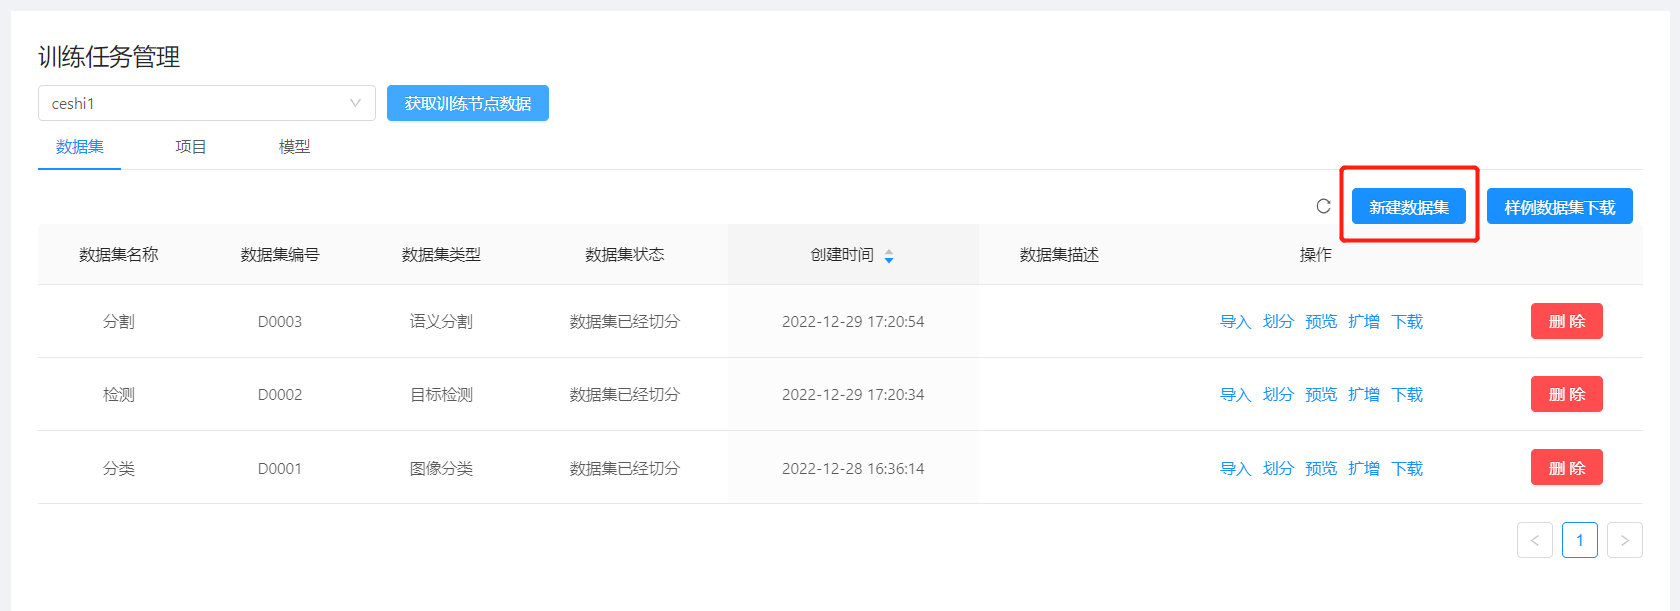 训练任务管理
ceshi1 获取训练节点数据
数据集 项目 模型
新建数据集 样例数据集下载
数据集名称 数据集编号 数据集类型 数据集状态 创建时间 数据集描述 操作
分割 D0003 语义分割 数据集已经切分 2022-12-29 17:20:54 导入 划分 预览 扩增 下载 删 除
检测 D0002 目标检测 数据集已经切分 2022-12-29 17:20:34 导入 划分 预览 扩增 下载 删 除
分类 D0001 图像分类 数据集已经切分 2022-12-28 16:36:14 导入 划分 预览 扩增 下载 删 除
< 1 >